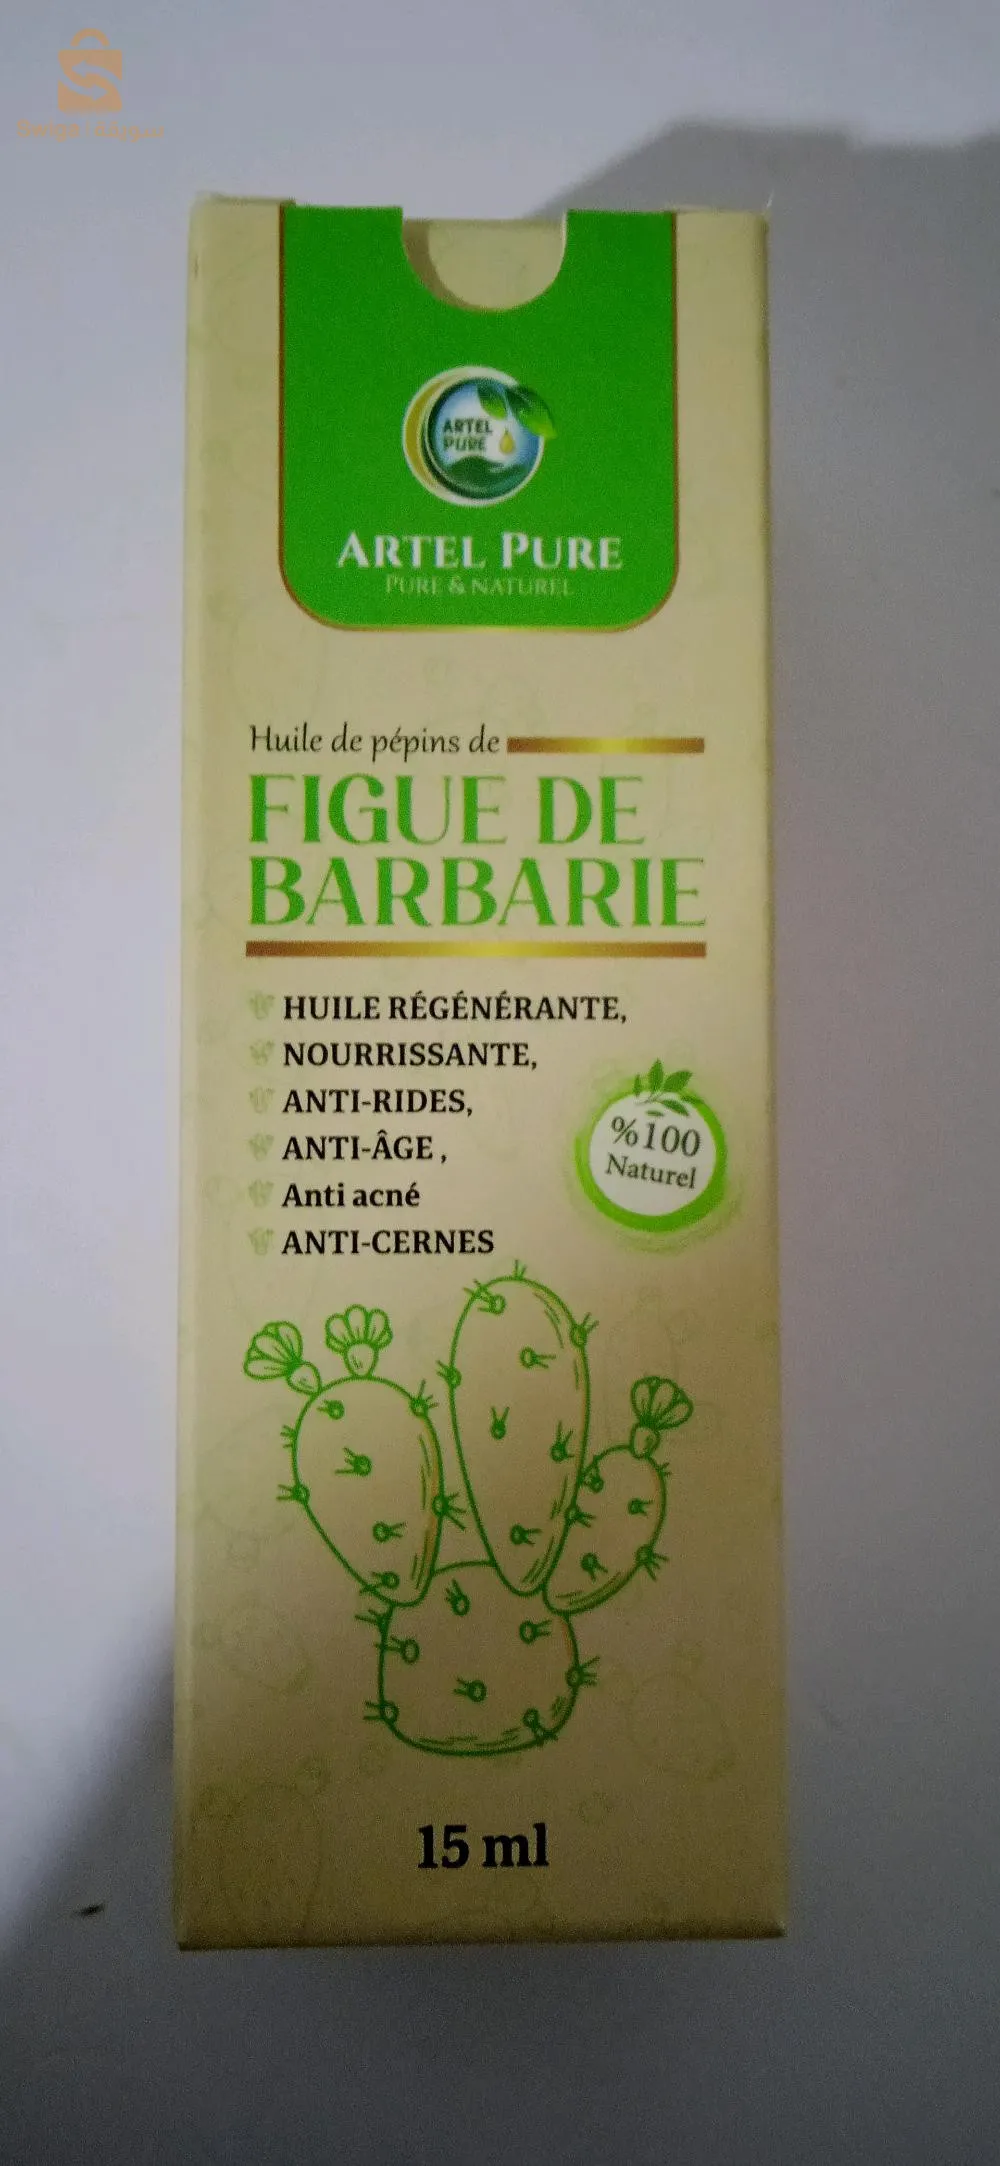 ARTEL
PURE
ARTEL PURE
PURE & NATUREL
Huile de pépins de
FIGUE DE
BARBARIE
HUILE RÉGÉNÉRANTE,
NOURRISSANTE,
ANTI-RIDES,
ANTI-ÂGE ,
Anti acné
ANTI-CERNES
%100
Naturel
15 ml